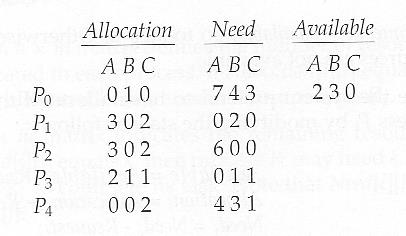 Allocation Need Available
A B C A B C A B C
P0 0 1 0 7 4 3 2 3 0
P1 3 0 2 0 2 0
P2 3 0 2 6 0 0
P3 2 1 1 0 1 1
P4 0 0 2 4 3 1